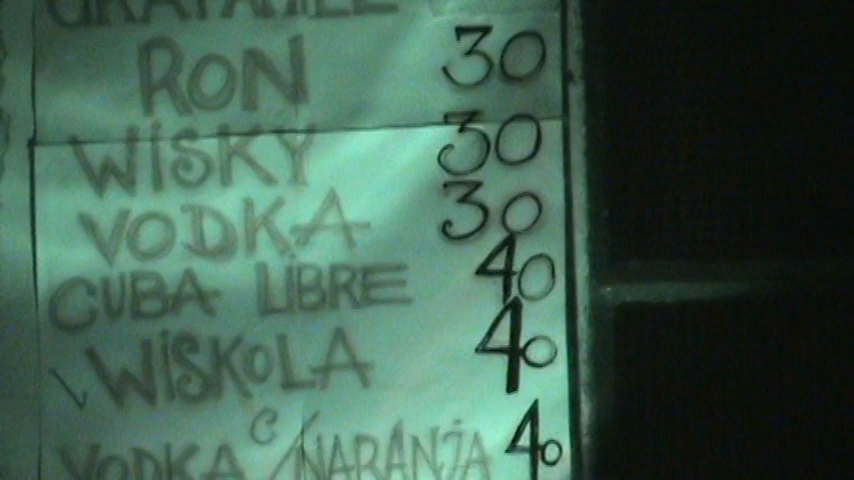 RON 30
WISKY 30
VODKA 30
CUBA LIBRE 40
WISKOLA 40
VODKA C/NARANJA 40